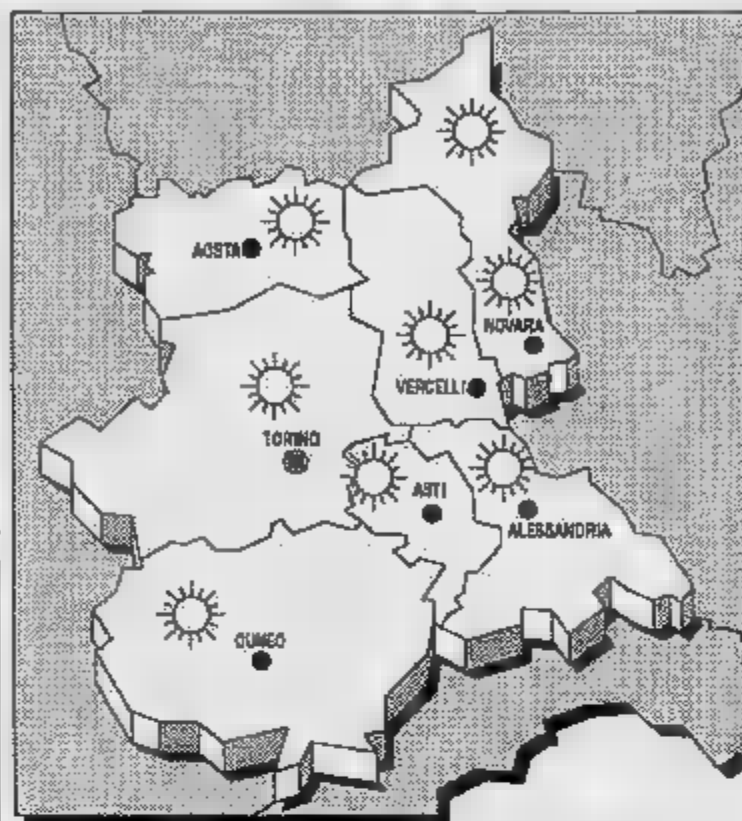 AOSTA
NOVARA
VERCELLI
TORINO
ASTI
ALESSANDRIA
CUNEO